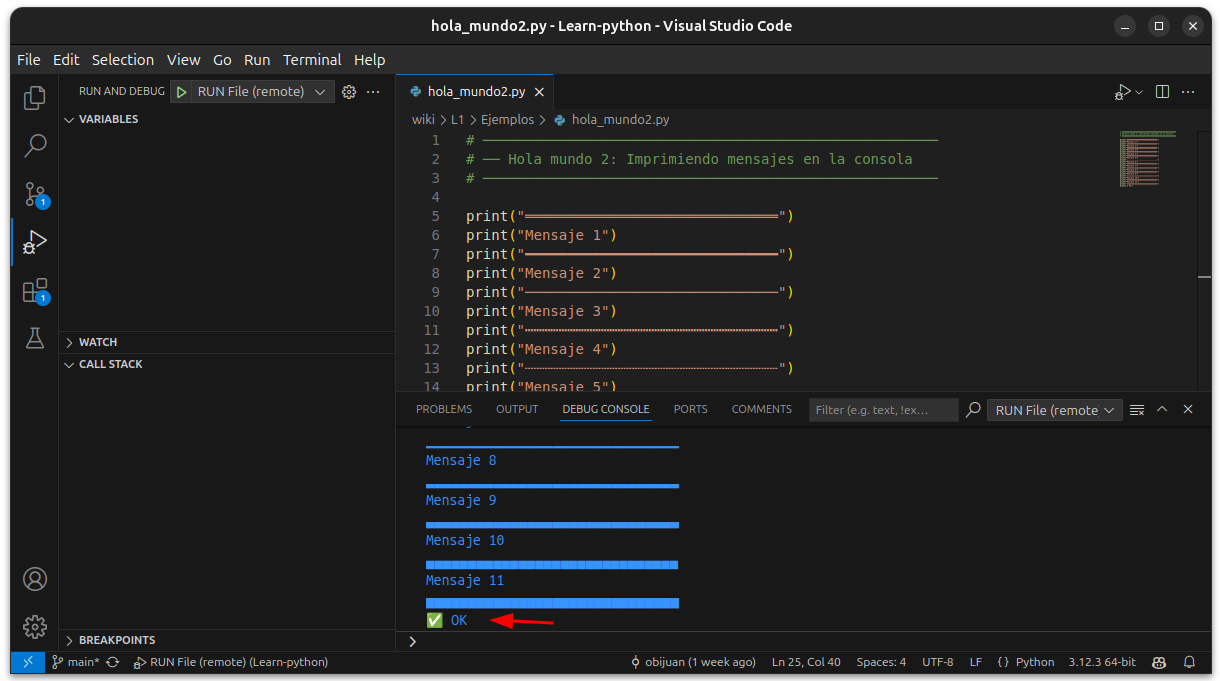 hola_mundo2.py - Learn-python - Visual Studio Code
File Edit Selection View Go Run Terminal Help
RUN AND DEBUG RUN File (remote)
hola_mundo2.py
VARIABLES
wiki > L1 > Ejemplos > hola_mundo2.py
1 # ──────────────────────────────
2 # ── Hola mundo 2: Imprimiendo mensajes en la consola
3 # ──────────────────────────────
4
5 print("══════════════════════════════")
6 print("Mensaje 1")
7 print("━━━━━━━━━━━━━━━━━━━━━━━━━━━━━━")
8 print("Mensaje 2")
9 print("──────────────────────────────")
10 print("Mensaje 3")
11 print("┅┅┅┅┅┅┅┅┅┅┅┅┅┅┅┅┅┅┅┅┅┅┅┅┅┅┅┅┅┅")
12 print("Mensaje 4")
13 print("┄┄┄┄┄┄┄┄┄┄┄┄┄┄┄┄┄┄┄┄┄┄┄┄┄┄┄┄┄┄")
14 print("Mensaje 5")
WATCH
CALL STACK
PROBLEMS OUTPUT DEBUG CONSOLE PORTS COMMENTS Filter (e.g. text, !ex... RUN File (remote
Mensaje 8
Mensaje 9
Mensaje 10
Mensaje 11
✅ OK
BREAKPOINTS
>
main* RUN File (remote) (Learn-python) obijuan (1 week ago) Ln 25, Col 40 Spaces: 4 UTF-8 LF {} Python 3.12.3 64-bit
1
1